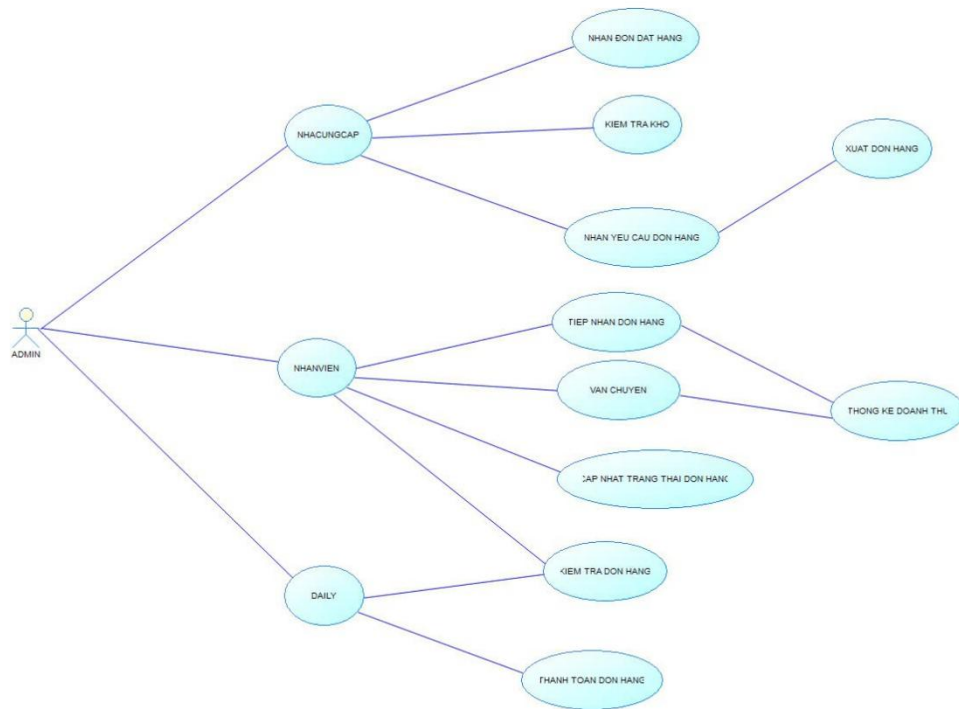 NHAN ĐON DAT HANG
NHACUNGCAP
KIEM TRA KHO
XUAT DON HANG
NHAN YEU CAU DON HANG
TIEP NHAN DON HANG
ADMIN
NHANVIEN
VAN CHUYEN
THONG KE DOANH THU
CAP NHAT TRANG THAI DON HANG
KIEM TRA DON HANG
DAILY
THANH TOAN DON HANG